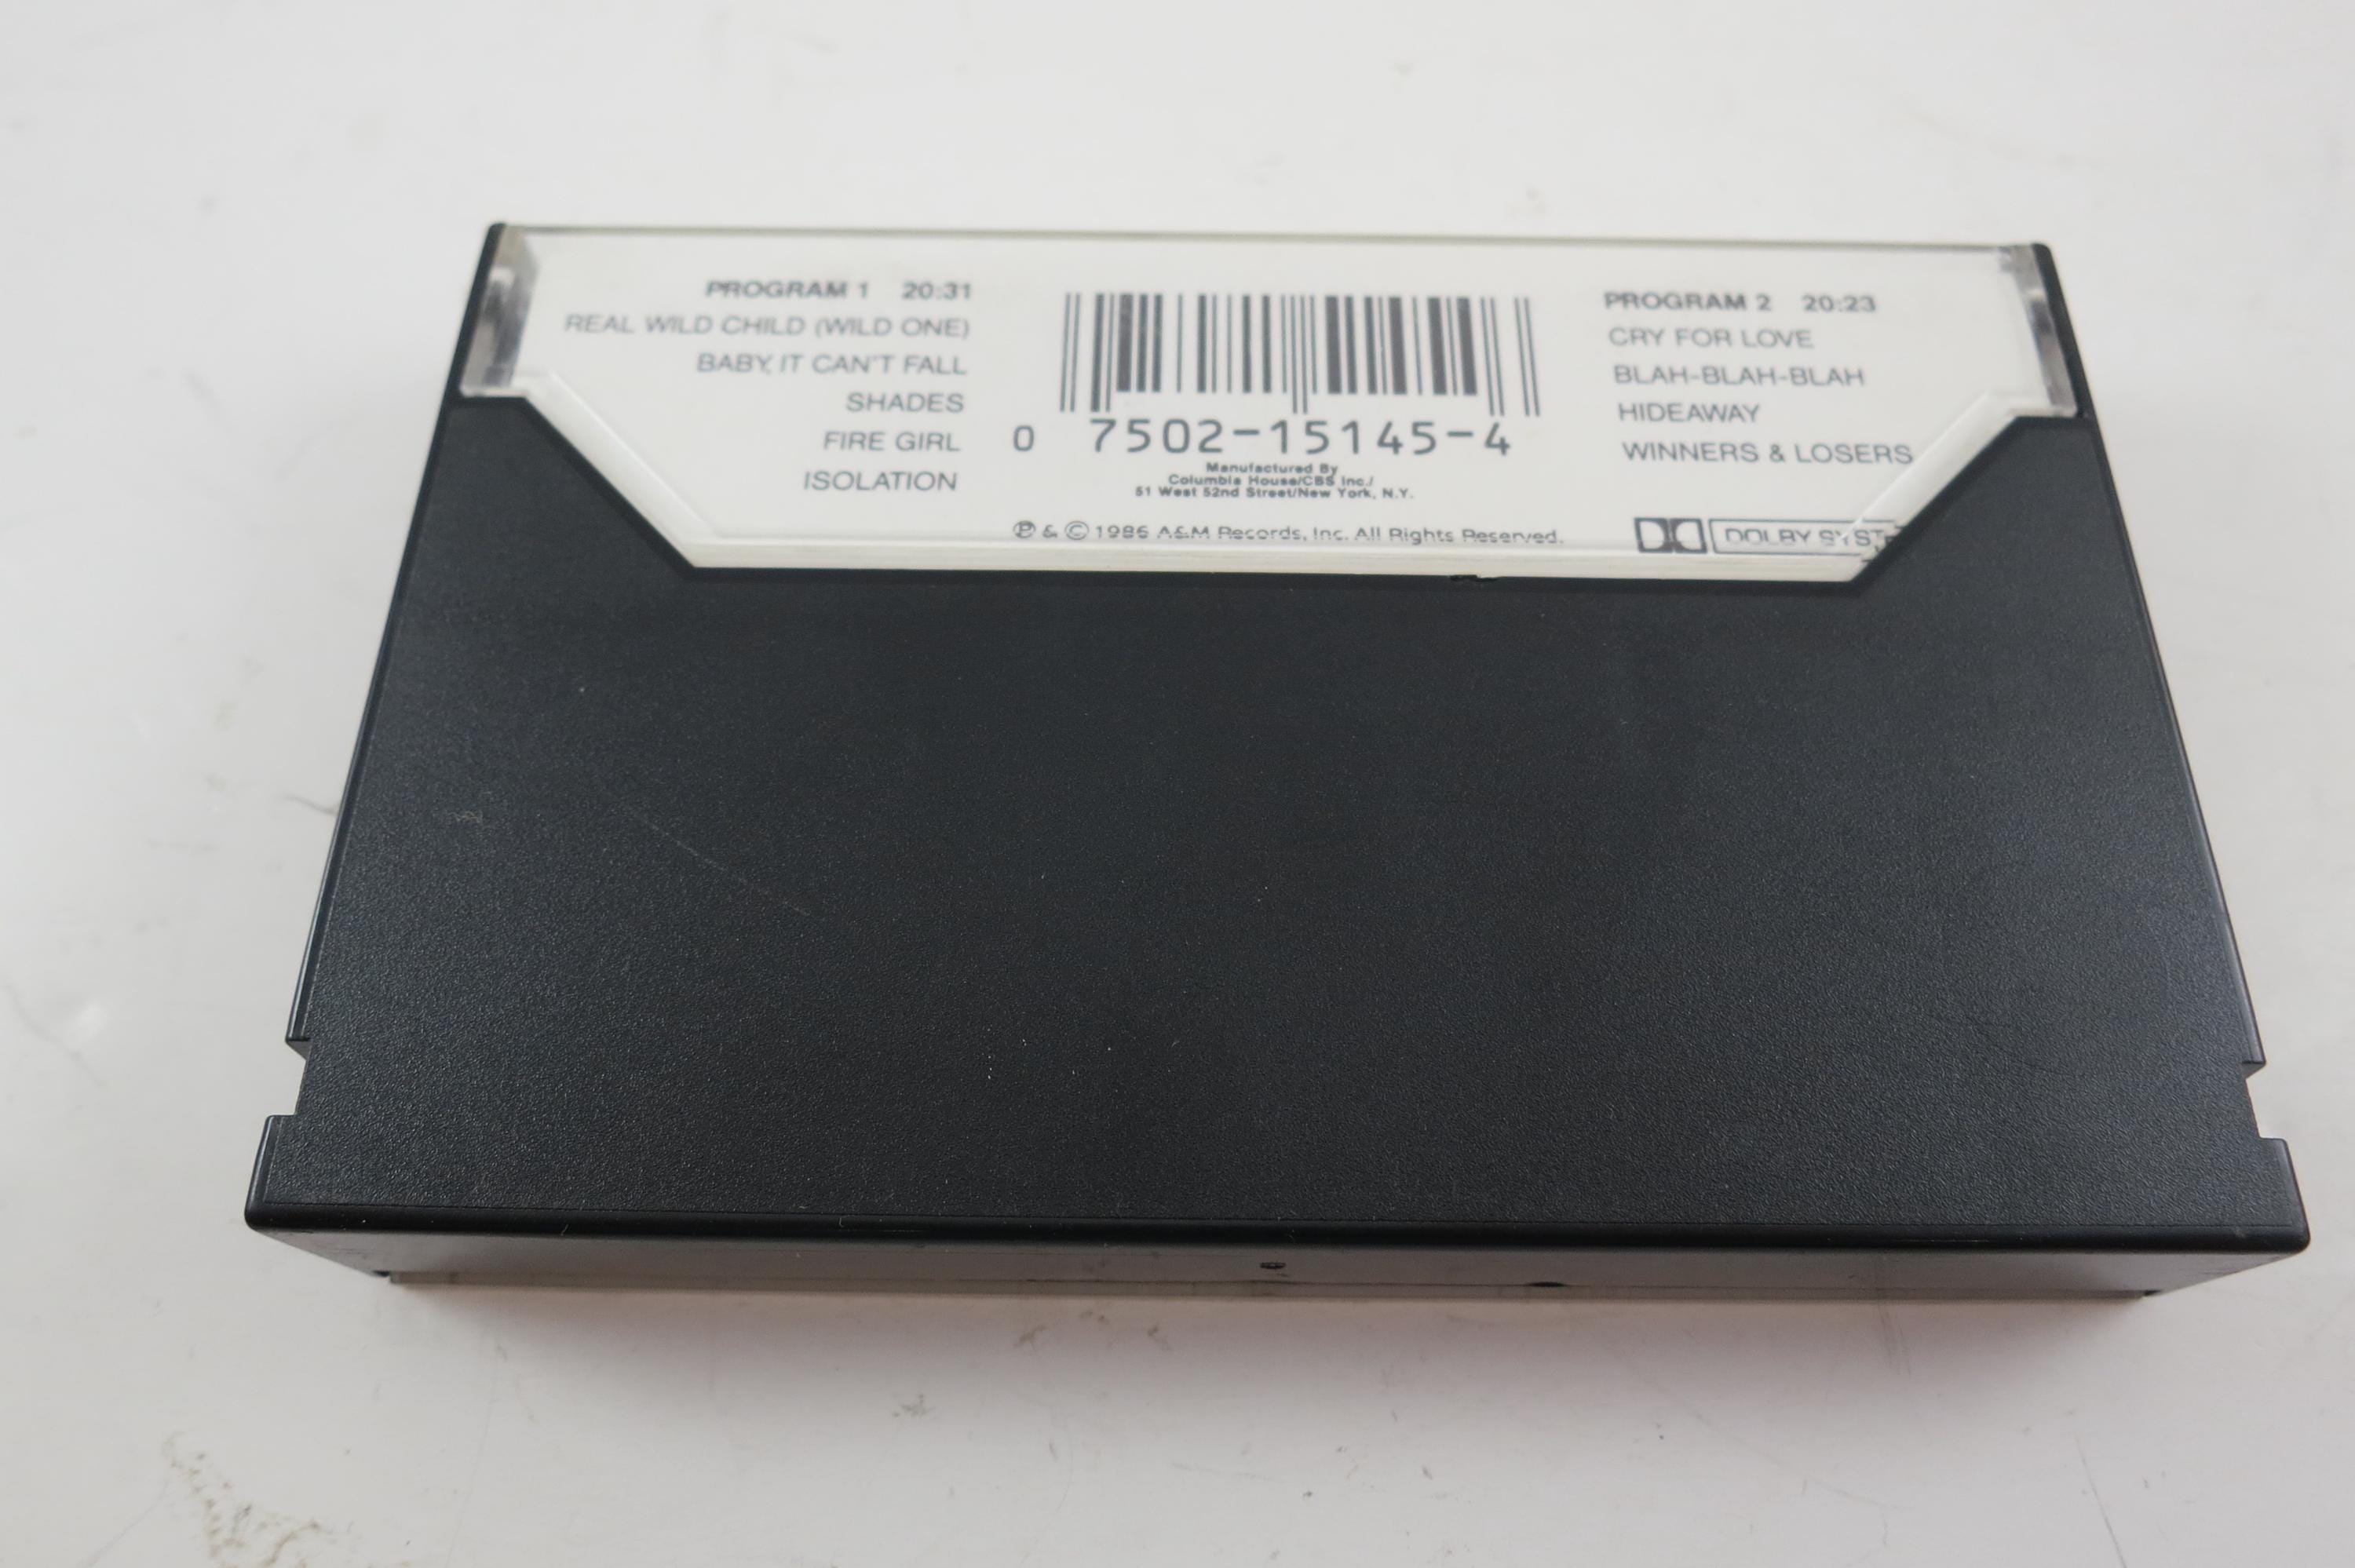 PROGRAM 1 20:31
REAL WILD CHILD (WILD ONE)
BABY, IT CAN'T FALL
SHADES
FIRE GIRL
ISOLATION
0 7502-15145-4
Manufactured By
Columbia House/CBS Inc./
51 West 52nd Street/New York, N.Y.
Ⓟ & © 1986 A&M Records, Inc. All Rights Reserved.
PROGRAM 2 20:23
CRY FOR LOVE
BLAH-BLAH-BLAH
HIDEAWAY
WINNERS & LOSERS
DOLBY SYST